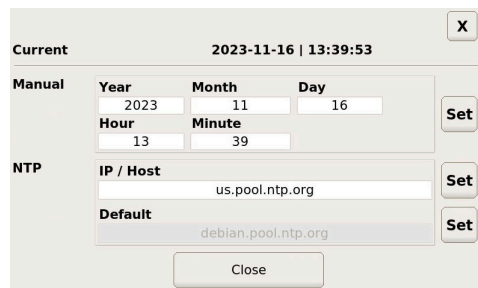 X
Current 2023-11-16 | 13:39:53
Manual
Year Month Day
2023 11 16
Set
Hour Minute
13 39
NTP
IP / Host
us.pool.ntp.org
Set
Default
debian.pool.ntp.org
Set
Close